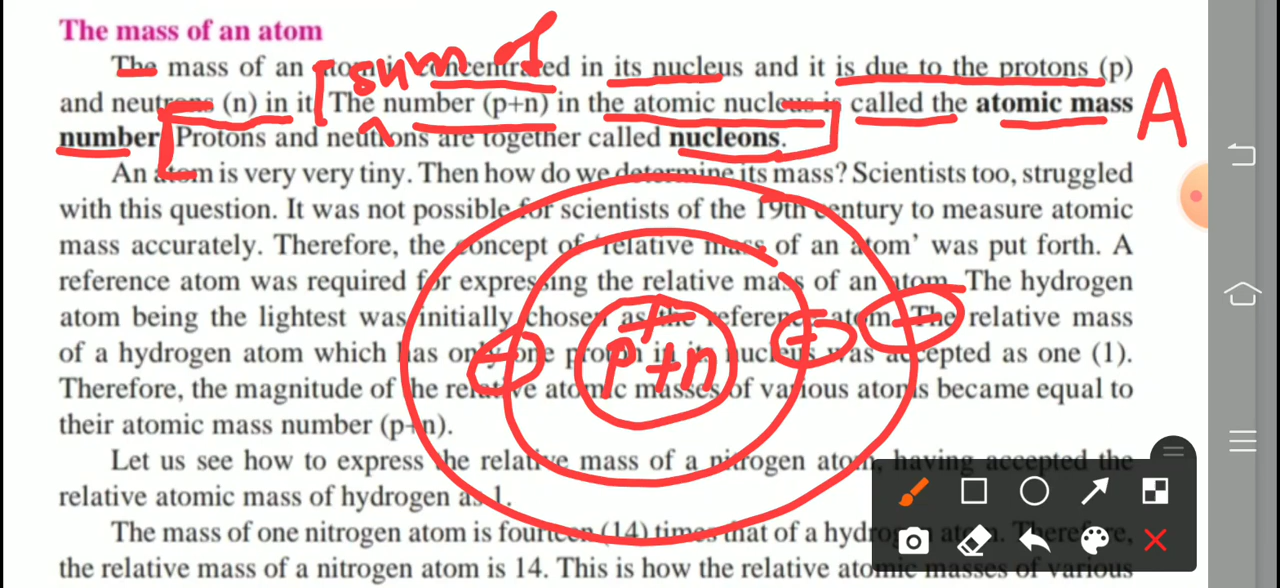 The mass of an atom
sum of
The mass of an atom is concentrated in its nucleus and it is due to the protons (p)
and neutrons (n) in it. The number (p+n) in the atomic nucleus is called the atomic mass A
number. Protons and neutrons are together called nucleons.
An atom is very very tiny. Then how do we determine its mass? Scientists too, struggled
with this question. It was not possible for scientists of the 19th century to measure atomic
mass accurately. Therefore, the concept of ‘relative mass of an atom’ was put forth. A
reference atom was required for expressing the relative mass of an atom. The hydrogen
atom being the lightest was initially chosen as the reference atom. The relative mass
of a hydrogen atom which has only one proton in its nucleus was accepted as one (1).
+
p+n
Therefore, the magnitude of the relative atomic masses of various atoms became equal to
their atomic mass number (p+n).
Let us see how to express the relative mass of a nitrogen atom, having accepted the
relative atomic mass of hydrogen as 1.
The mass of one nitrogen atom is fourteen (14) times that of a hydrogen atom. Therefore,
the relative mass of a nitrogen atom is 14. This is how the relative atomic masses of various